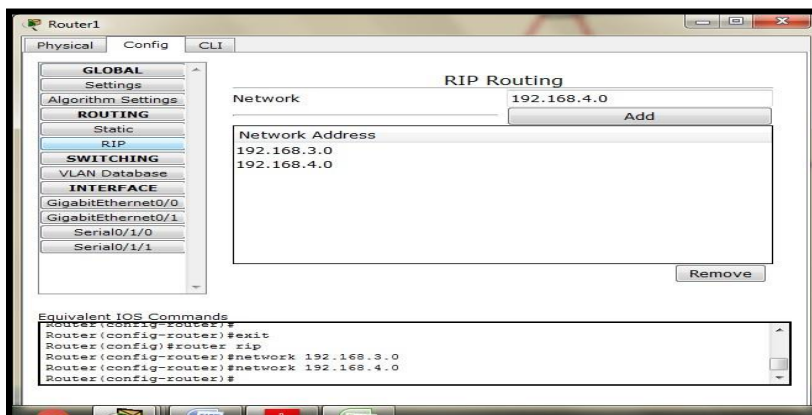 Router1
Physical Config CLI
GLOBAL
Settings
Algorithm Settings
ROUTING
Static
RIP
SWITCHING
VLAN Database
INTERFACE
GigabitEthernet0/0
GigabitEthernet0/1
Serial0/1/0
Serial0/1/1
RIP Routing
Network 192.168.4.0
Add
Network Address
192.168.3.0
192.168.4.0
Remove
Equivalent IOS Commands
Router(config-router)#
Router(config-router)#exit
Router(config)#router rip
Router(config-router)#network 192.168.3.0
Router(config-router)#network 192.168.4.0
Router(config-router)#